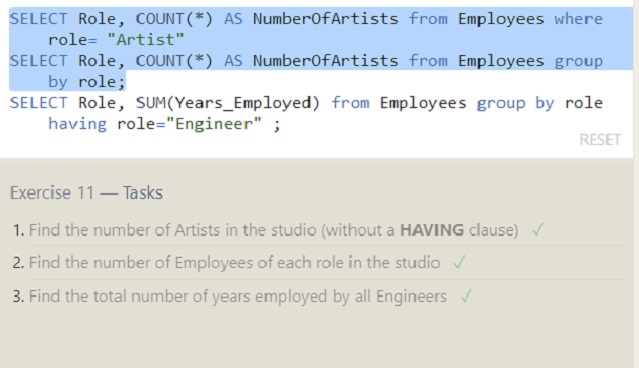 SELECT Role, COUNT(*) AS NumberOfArtists from Employees where
role= "Artist"
SELECT Role, COUNT(*) AS NumberOfArtists from Employees group
by role;
SELECT Role, SUM(Years_Employed) from Employees group by role
having role="Engineer" ;
RESET
Exercise 11 — Tasks
1. Find the number of Artists in the studio (without a HAVING clause) ✓
2. Find the number of Employees of each role in the studio ✓
3. Find the total number of years employed by all Engineers ✓